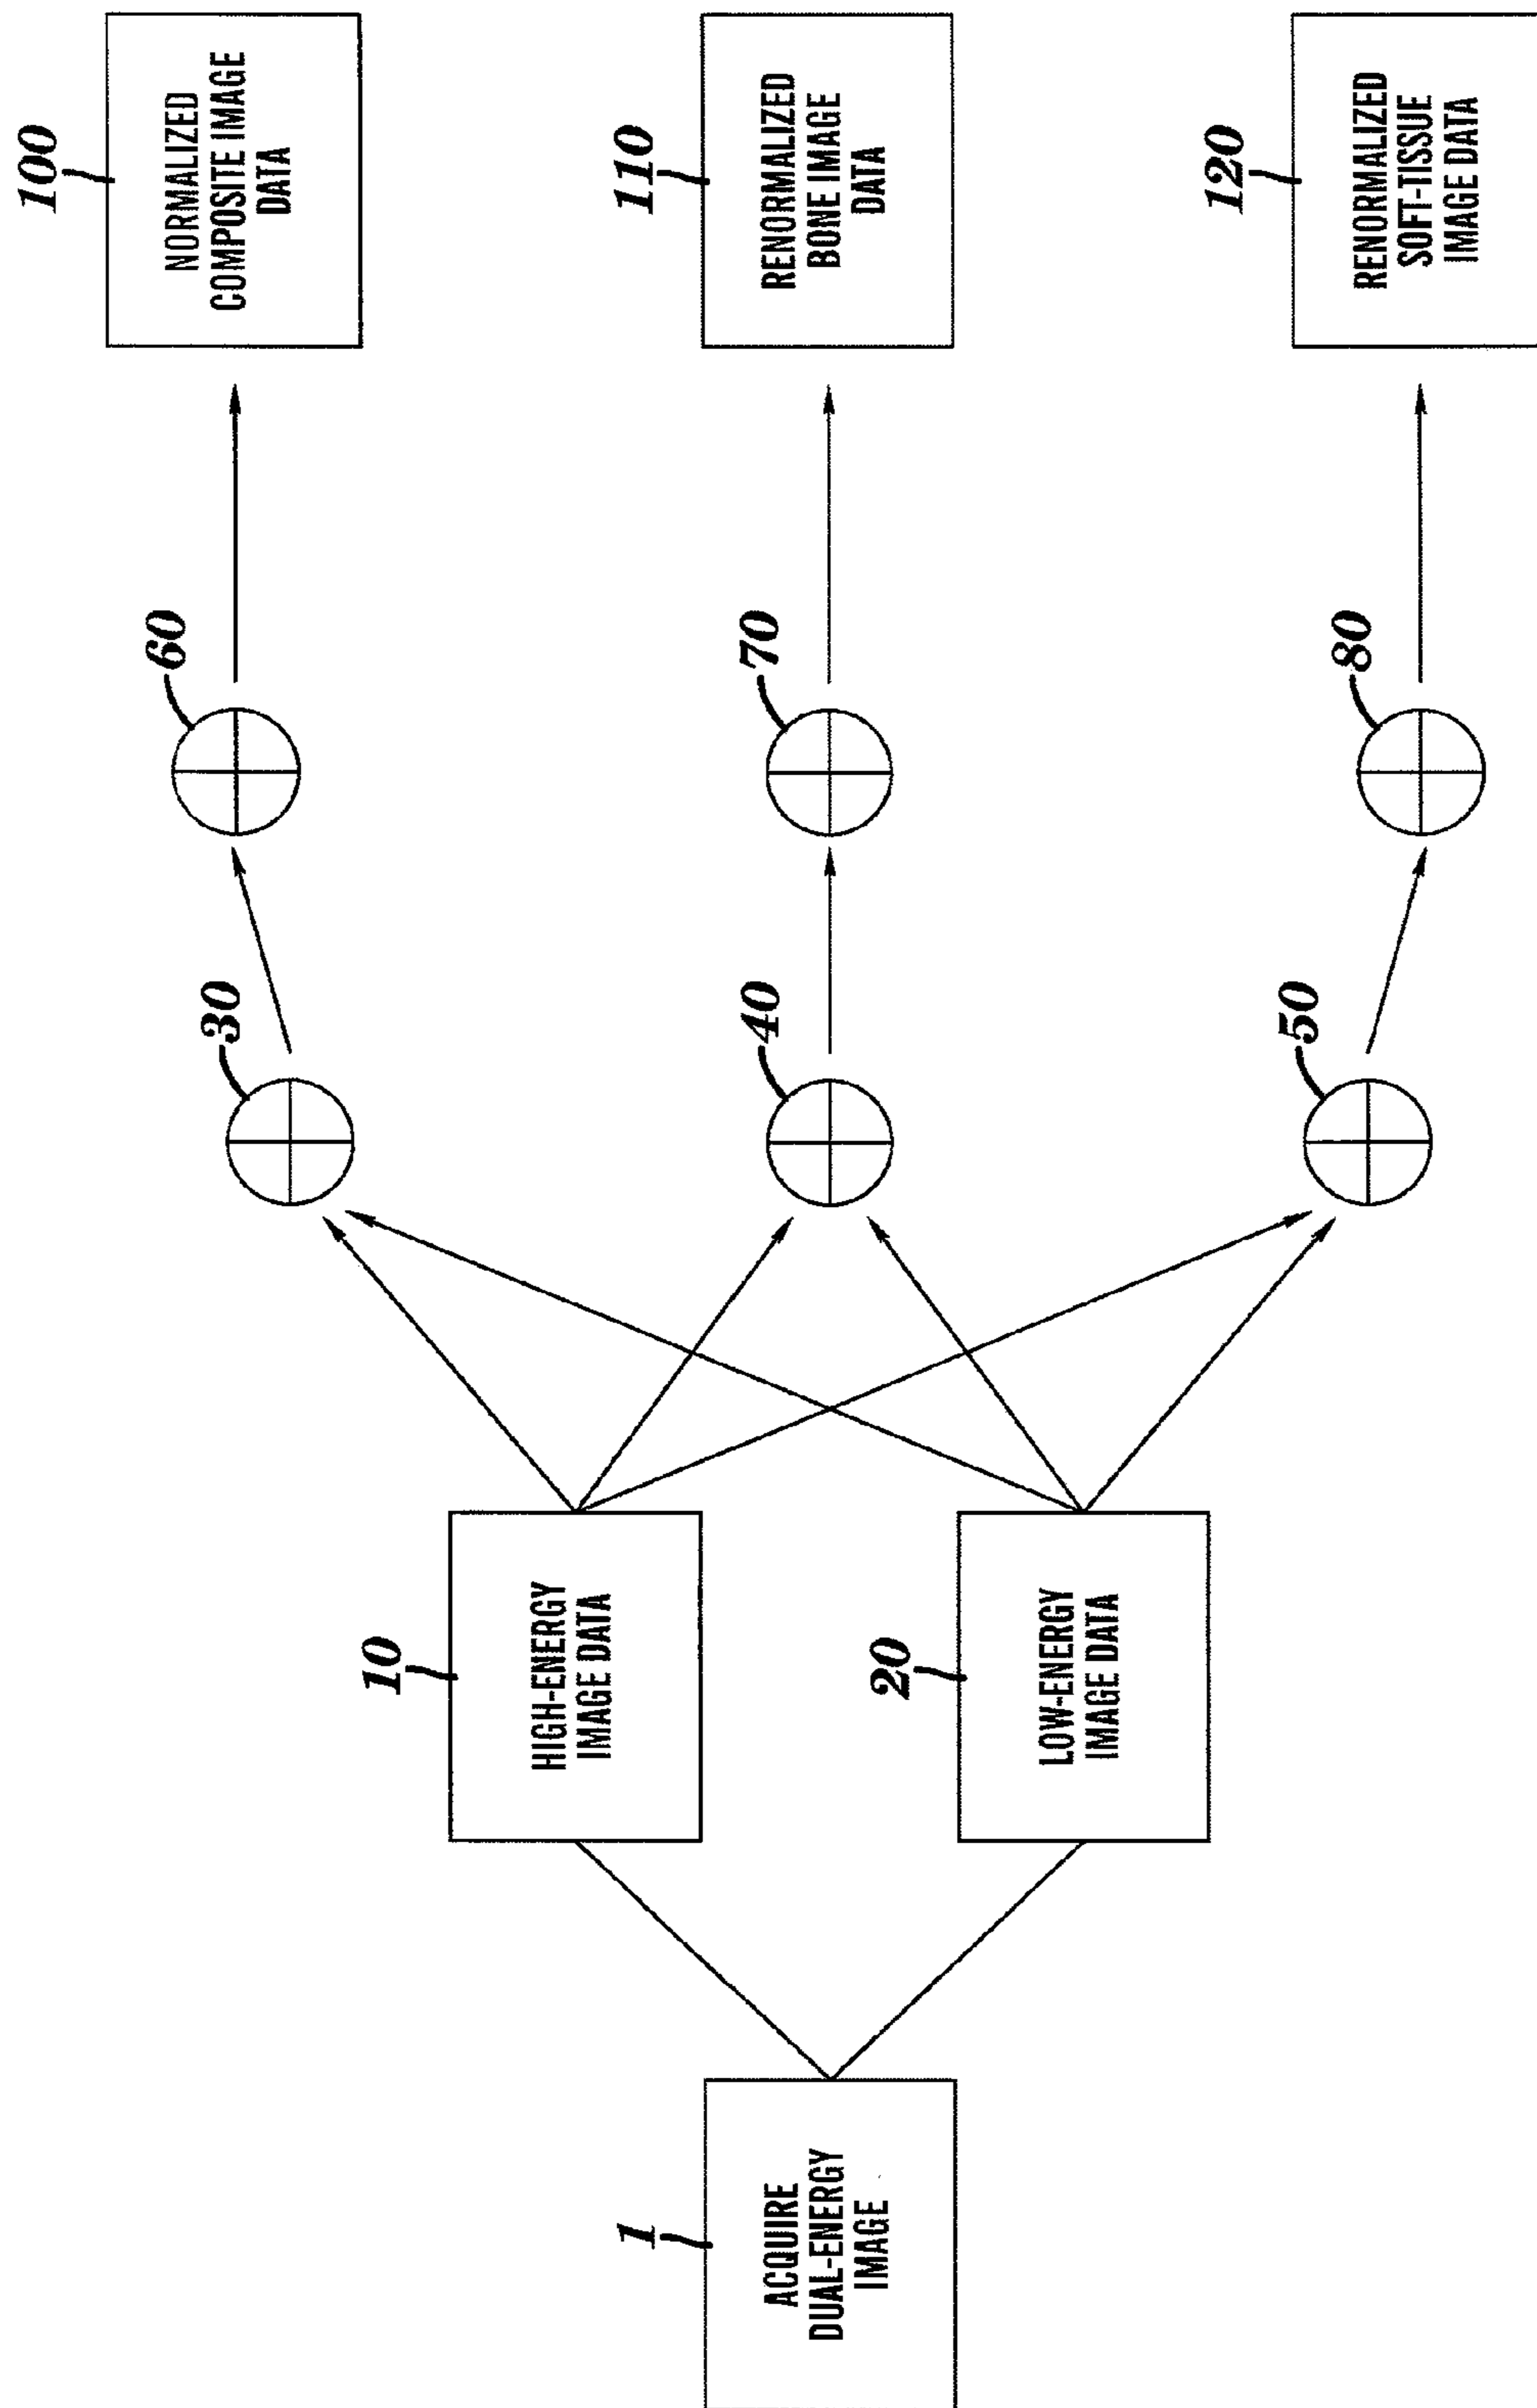 1
ACQUIRE
DUAL-ENERGY
IMAGE
10
HIGH-ENERGY
IMAGE DATA
20
LOW-ENERGY
IMAGE DATA
30
40
50
60
70
80
100
NORMALIZED
COMPOSITE IMAGE
DATA
110
RENORMALIZED
BONE IMAGE
DATA
120
RENORMALIZED
SOFT-TISSUE
IMAGE DATA